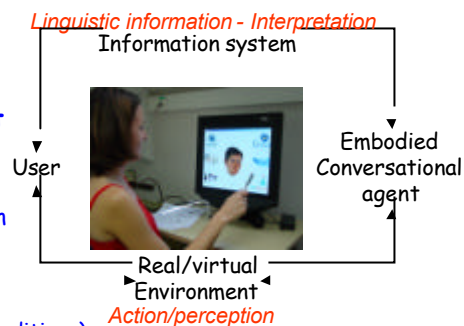 Linguistic information - Interpretation
Information system
User
Embodied
Conversational
agent
Real/virtual
Environment
Action/perception